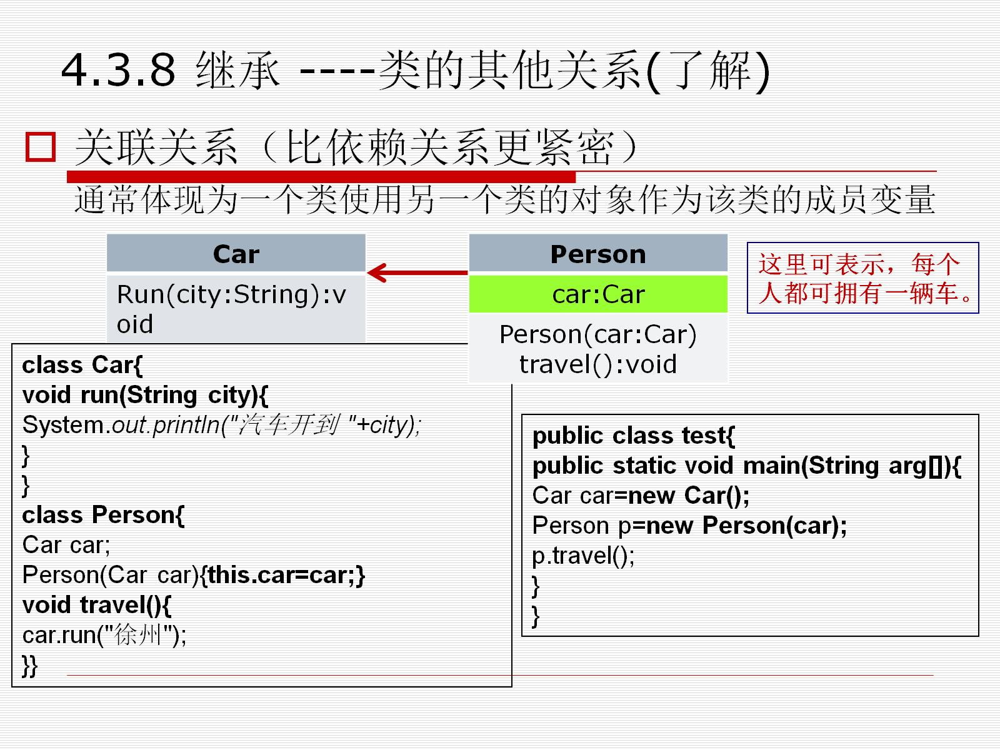 4.3.8 继承 ----类的其他关系(了解)
关联关系（比依赖关系更紧密）
通常体现为一个类使用另一个类的对象作为该类的成员变量
Car
Run(city:String):v
oid
Person
car:Car
Person(car:Car)
travel():void
这里可表示，每个
人都可拥有一辆车。
class Car{
void run(String city){
System.out.println("汽车开到 "+city);
}
}
class Person{
Car car;
Person(Car car){this.car=car;}
void travel(){
car.run("徐州");
}}
public class test{
public static void main(String arg[]){
Car car=new Car();
Person p=new Person(car);
p.travel();
}
}